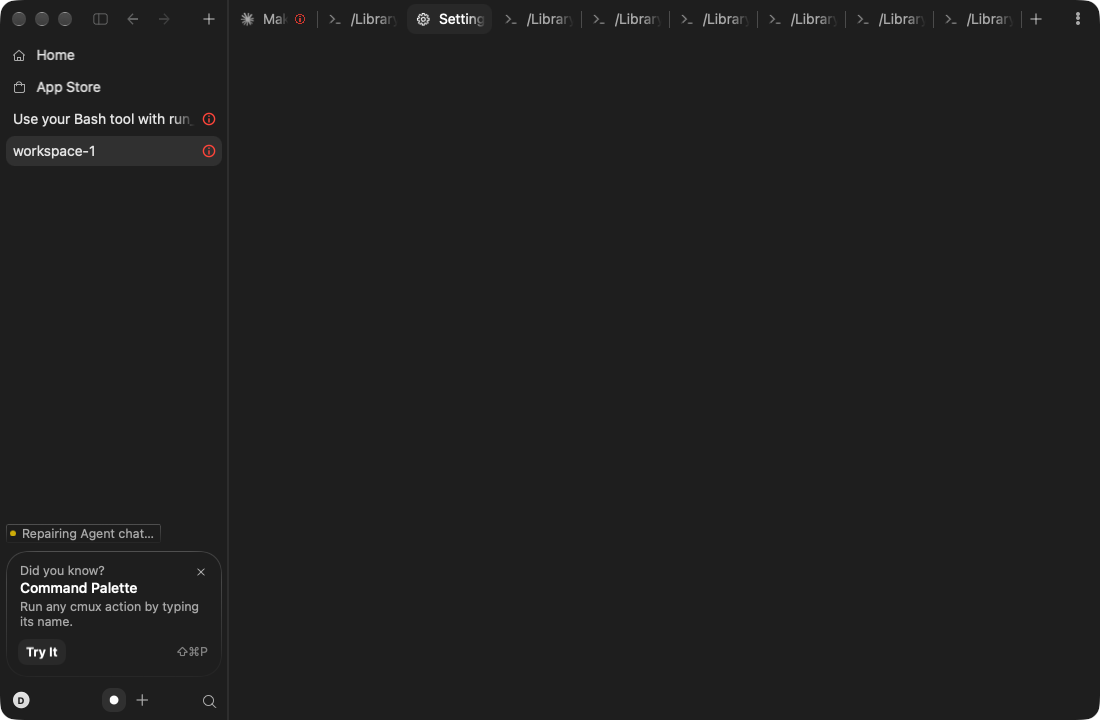 Mak
/Library
Setting
/Library
/Library
/Library
/Library
/Library
/Library
Home
App Store
Use your Bash tool with run_
workspace-1
Repairing Agent chat...
Did you know?
Command Palette
Run any cmux action by typing
its name.
Try It
⇧⌘P
D